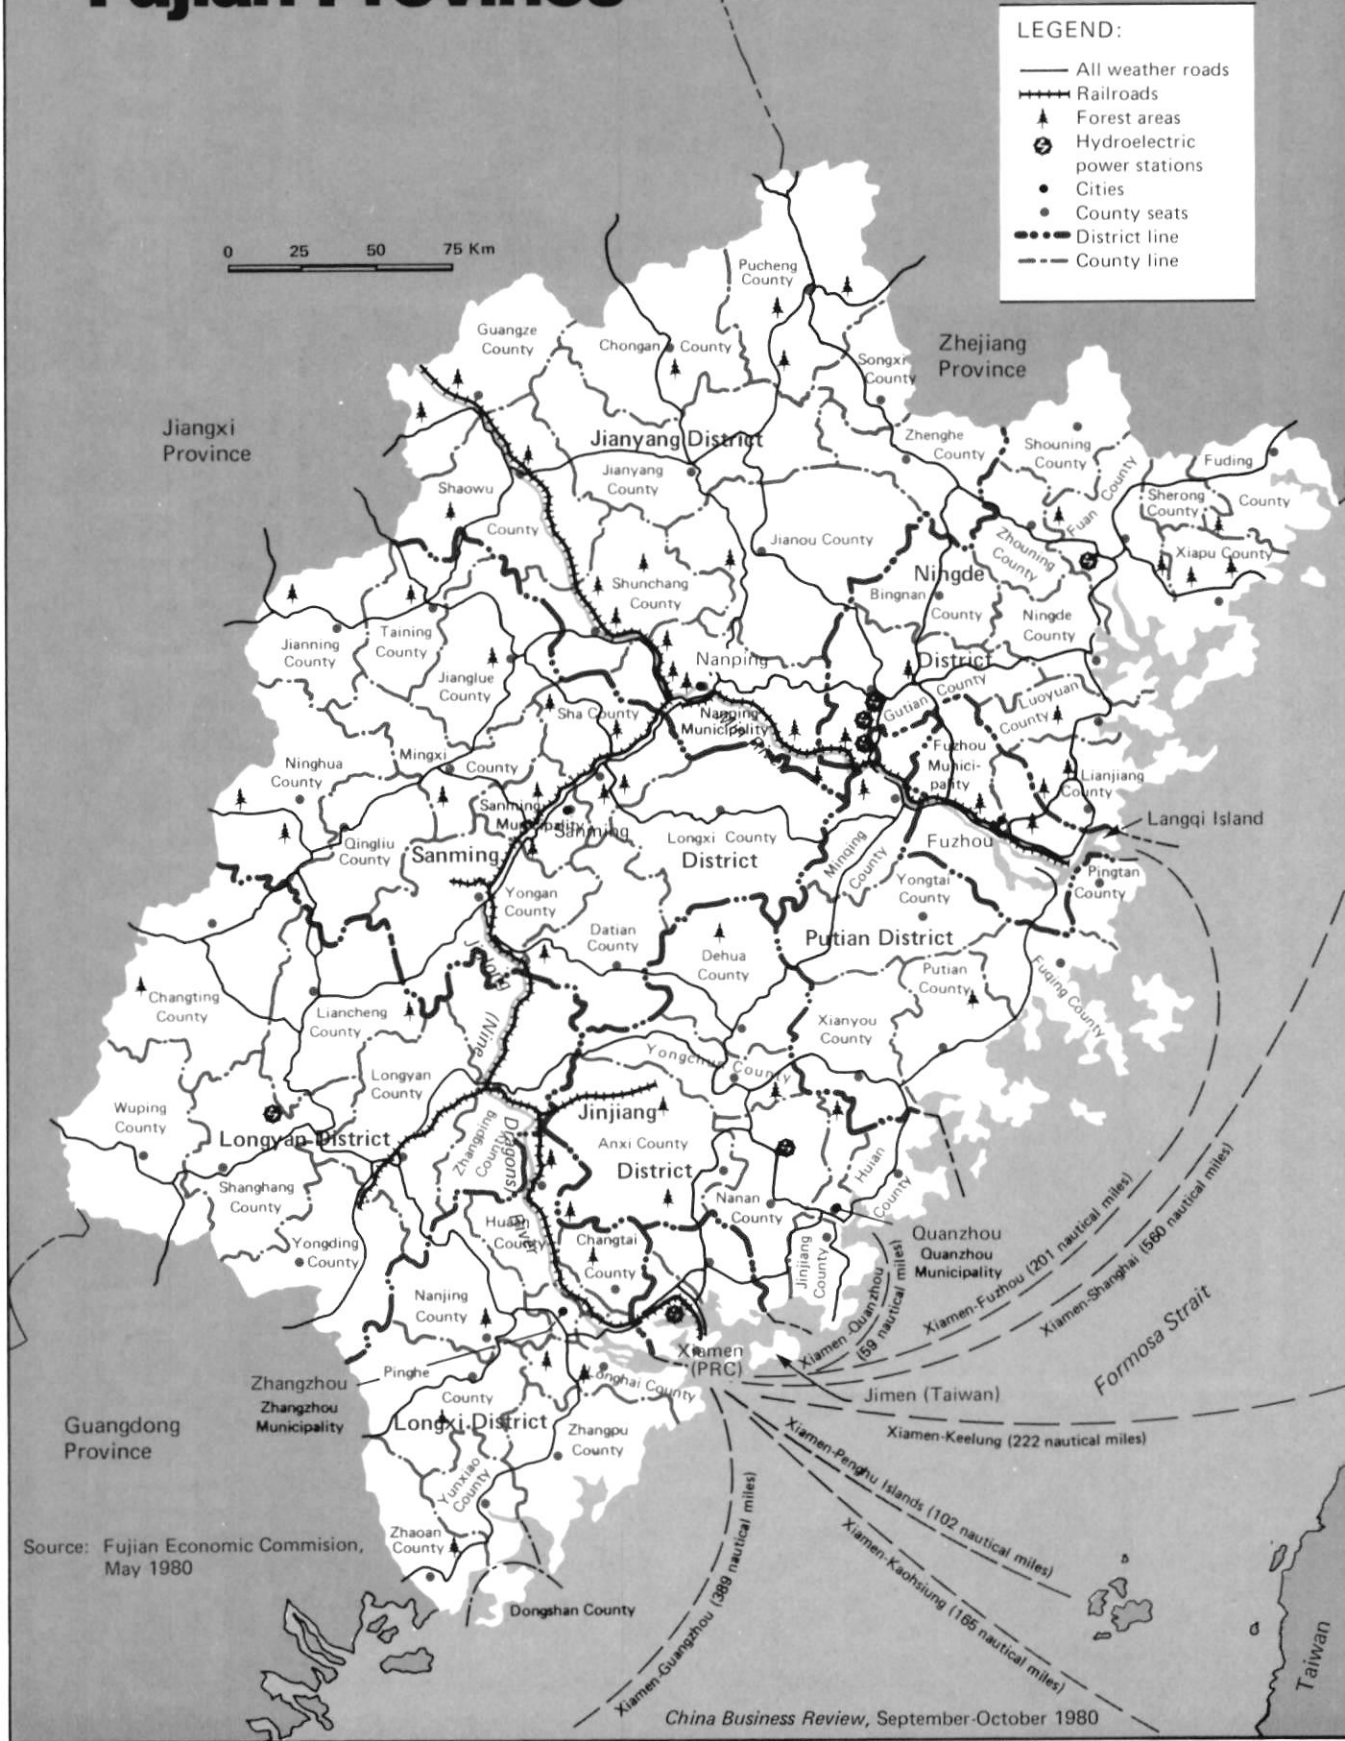 Fujian Province
LEGEND:
All weather roads
Railroads
Forest areas
Hydroelectric
power stations
Cities
County seats
District line
County line
0 25 50 75 Km
Pucheng
County
Guangze
County
Chongan County
Songxi
County
Zhejiang
Province
Jiangxi
Province
Jianyang District
Jianyang
County
Zhenghe
County
Shouning
County
Fuan County
Fuding
County
Sherong
County
Xiapu County
Shaowu
County
Jianou County
Zhouning
County
Ningde
District
Bingnan
County
Ningde
County
Shunchang
County
Jianning
County
Taining
County
Jianglue
County
Nanping
Nanping
Municipality
Sha County
Gutian
County
Luoyuan
County
Fuzhou
Munici-
pality
Lianjiang
County
Langqi Island
Ninghua
County
Mingxi
County
Sanming
Municipality
Sanming
Sanming
District
Qingliu
County
Longxi County
Minqing
County
Fuzhou
Pingtan
County
Yongtai
County
Yongan
County
Datian
County
Dehua
County
Putian District
Putian
County
Fuqing County
Changting
County
Liancheng
County
Jiulong
(Nine
Dragons
River
Xianyou
County
Yongchun County
Longyan
County
Wuping
County
Longyan District
Zhangping
County
Jinjiang
District
Anxi County
Huian
County
Shanghang
County
Nanan
County
Yongding
County
Huaan
County
Changtai
County
Jinjiang
County
Quanzhou
Quanzhou
Municipality
Nanjing
County
Xiamen
(PRC)
Jimen (Taiwan)
Pinghe
County
Zhangzhou
Zhangzhou
Municipality
Longhai County
Longxi District
Zhangpu
County
Guangdong
Province
Yunxiao
County
Zhaoan
County
Dongshan County
Xiamen-Quanzhou
(59 nautical miles)
Xiamen-Fuzhou (201 nautical miles)
Xiamen-Shanghai (560 nautical miles)
Formosa Strait
Xiamen-Keelung (222 nautical miles)
Xiamen-Penghu Islands (102 nautical miles)
Xiamen-Kaohsiung (165 nautical miles)
Xiamen-Guangzhou (389 nautical miles)
Taiwan
Source: Fujian Economic Commision,
May 1980
China Business Review, September-October 1980